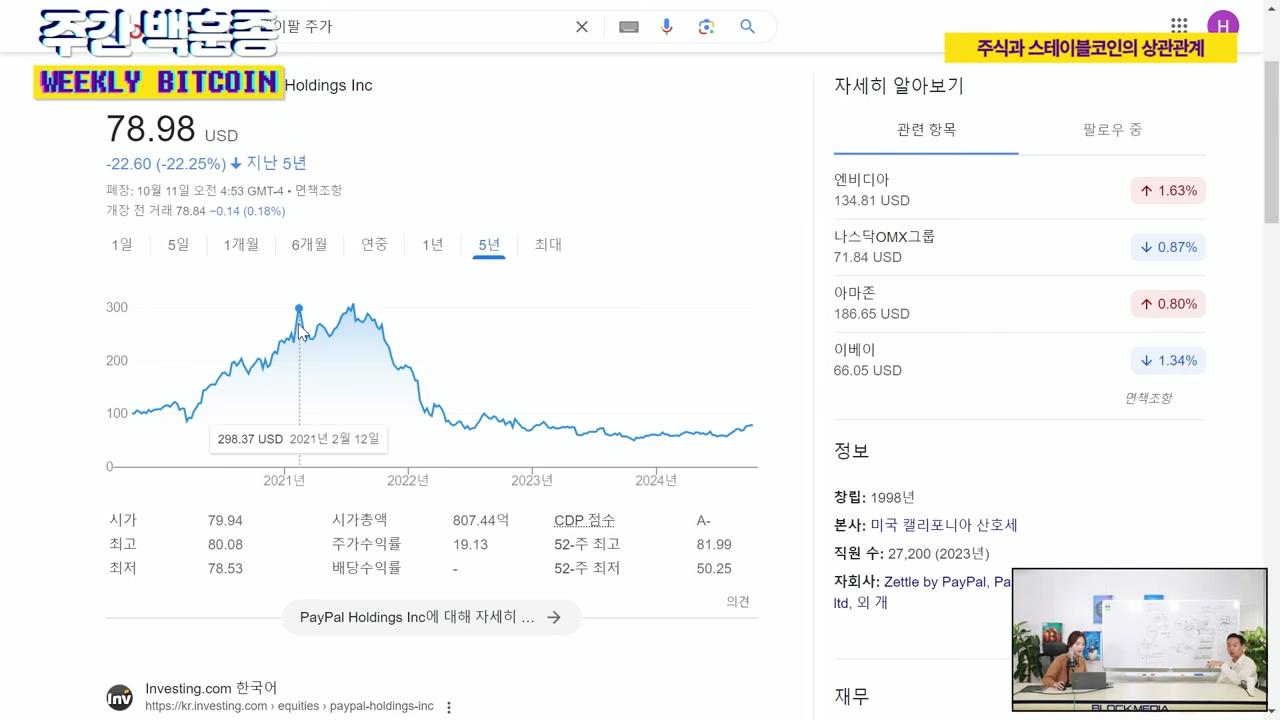 주간 백훈종
WEEKLY BITCOIN
이팔 주가
H
주식과 스테이블코인의 상관관계
Holdings Inc
78.98 USD
-22.60 (-22.25%) 지난 5년
폐장: 10월 11일 오전 4:53 GMT-4 • 면책조항
개장 전 거래 78.84 −0.14 (0.18%)
1일 5일 1개월 6개월 연중 1년 5년 최대
300
200
100
0
298.37 USD 2021년 2월 12일
2021년 2022년 2023년 2024년
시가 79.94 시가총액 807.44억 CDP 점수 A-
최고 80.08 주가수익률 19.13 52-주 최고 81.99
최저 78.53 배당수익률 - 52-주 최저 50.25
의견
PayPal Holdings Inc에 대해 자세히 …
Inv
Investing.com 한국어
https://kr.investing.com › equities › paypal-holdings-inc
자세히 알아보기
관련 항목 팔로우 중
엔비디아
134.81 USD
1.63%
나스닥OMX그룹
71.84 USD
0.87%
아마존
186.65 USD
0.80%
이베이
66.05 USD
1.34%
면책조항
정보
창립: 1998년
본사: 미국 캘리포니아 산호세
직원 수: 27,200 (2023년)
자회사: Zettle by PayPal, Pa
ltd, 외 개
재무
BLOCKMEDIA